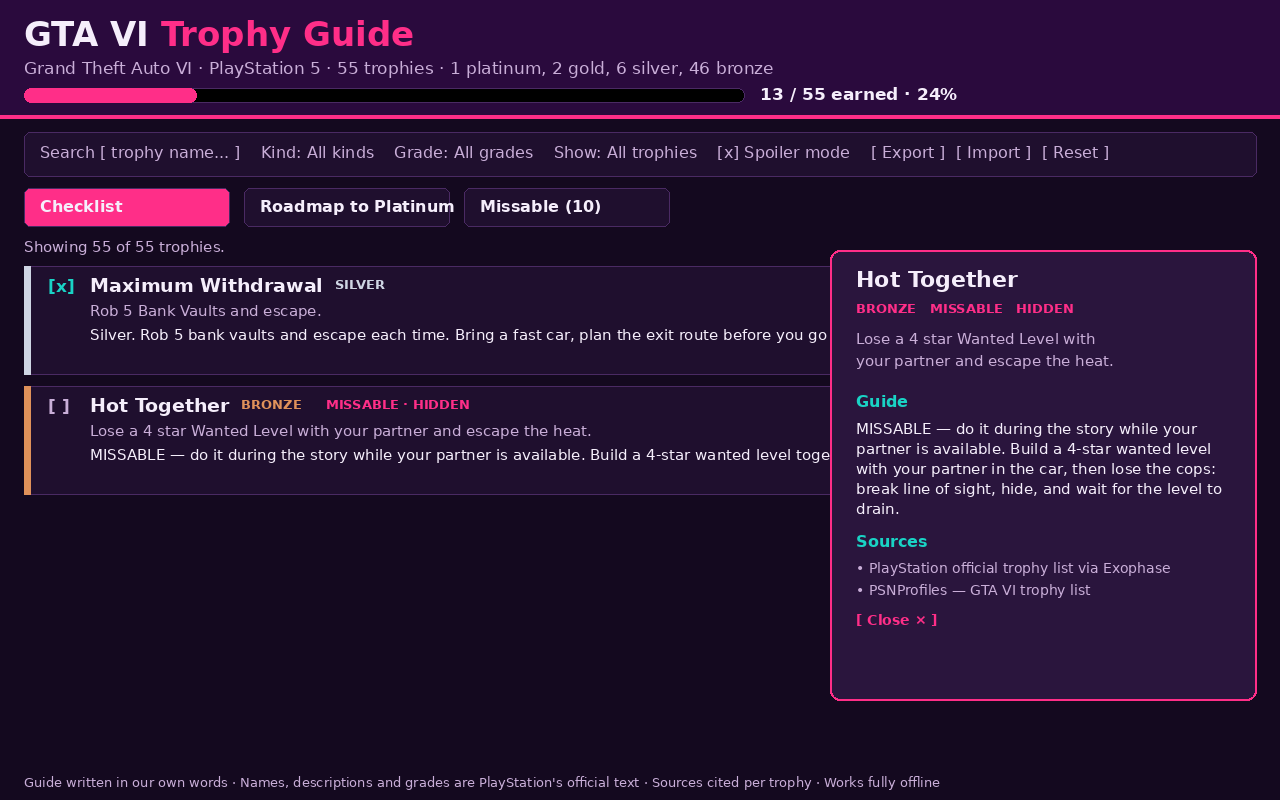 GTA VI Trophy Guide
Grand Theft Auto VI · PlayStation 5 · 55 trophies · 1 platinum, 2 gold, 6 silver, 46 bronze
13 / 55 earned · 24%
Search [ trophy name... ] Kind: All kinds Grade: All grades Show: All trophies [x] Spoiler mode [ Export ] [ Import ] [ Reset ]
Checklist Roadmap to Platinum Missable (10)
Showing 55 of 55 trophies.
[x] Maximum Withdrawal SILVER
Rob 5 Bank Vaults and escape.
Silver. Rob 5 bank vaults and escape each time. Bring a fast car, plan the exit route before you go
[ ] Hot Together BRONZE MISSABLE · HIDDEN
Lose a 4 star Wanted Level with your partner and escape the heat.
MISSABLE — do it during the story while your partner is available. Build a 4-star wanted level toge
Hot Together
BRONZE MISSABLE HIDDEN
Lose a 4 star Wanted Level with
your partner and escape the heat.
Guide
MISSABLE — do it during the story while your
partner is available. Build a 4-star wanted level
with your partner in the car, then lose the cops:
break line of sight, hide, and wait for the level to
drain.
Sources
• PlayStation official trophy list via Exophase
• PSNProfiles — GTA VI trophy list
[ Close × ]
Guide written in our own words · Names, descriptions and grades are PlayStation's official text · Sources cited per trophy · Works fully offline